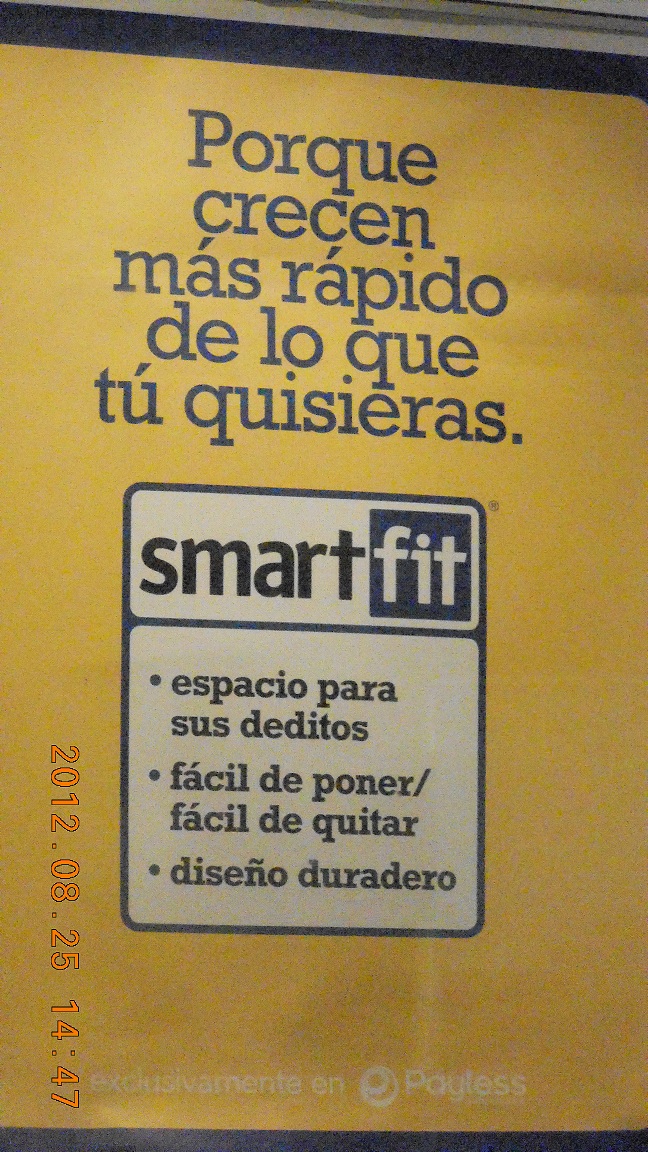 Porque
crecen
más rápido
de lo que
tú quisieras.
smartfit®
• espacio para
sus deditos
• fácil de poner/
fácil de quitar
• diseño duradero
exclusivamente en Payless
2012.08.25 14:47